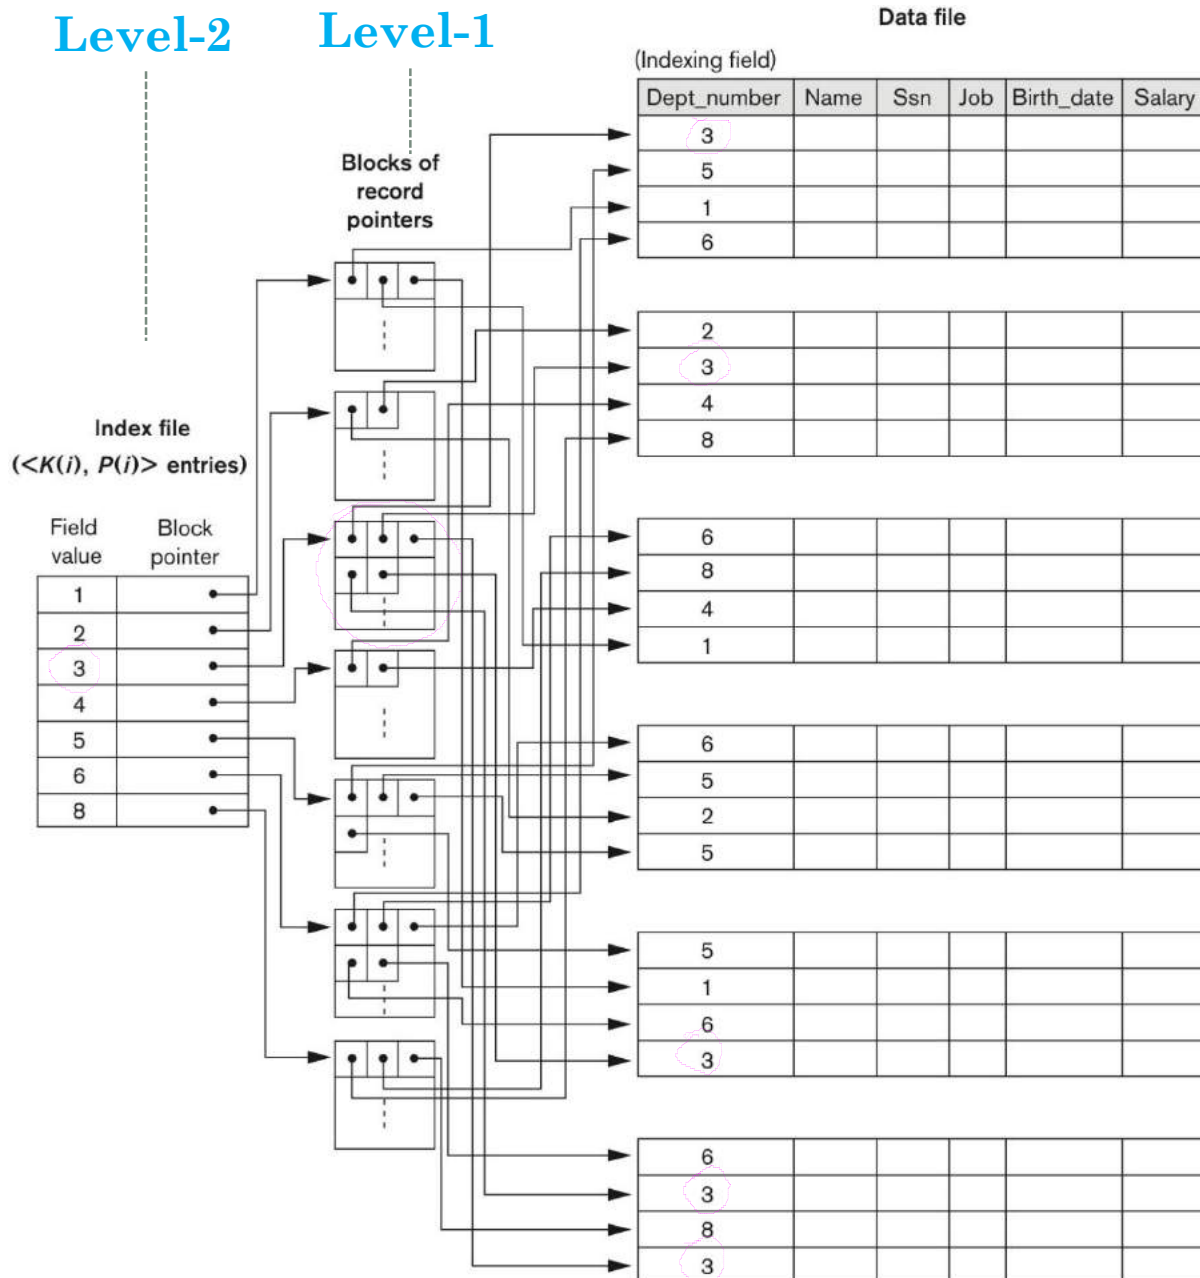 Level-2
Level-1
Data file
(Indexing field)
Dept_number Name Ssn Job Birth_date Salary
3
5
1
6
Blocks of
record
pointers
2
3
4
8
Index file
(<K(i), P(i)> entries)
Field value Block pointer
1
2
3
4
5
6
8
6
8
4
1
6
5
2
5
5
1
6
3
6
3
8
3